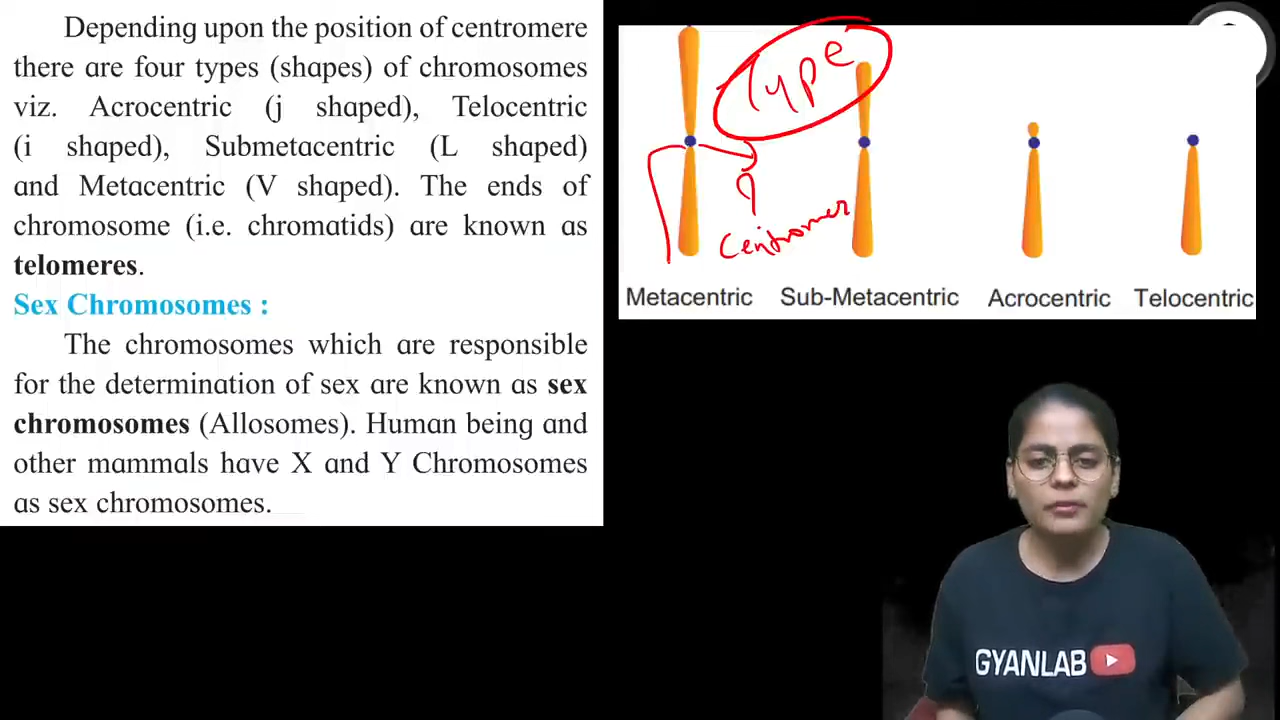 Depending upon the position of centromere
there are four types (shapes) of chromosomes
viz. Acrocentric (j shaped), Telocentric
(i shaped), Submetacentric (L shaped)
and Metacentric (V shaped). The ends of
chromosome (i.e. chromatids) are known as
telomeres.
Sex Chromosomes :
The chromosomes which are responsible
for the determination of sex are known as sex
chromosomes (Allosomes). Human being and
other mammals have X and Y Chromosomes
as sex chromosomes.
Type
Centromer
Metacentric Sub-Metacentric Acrocentric Telocentric
GYANLAB